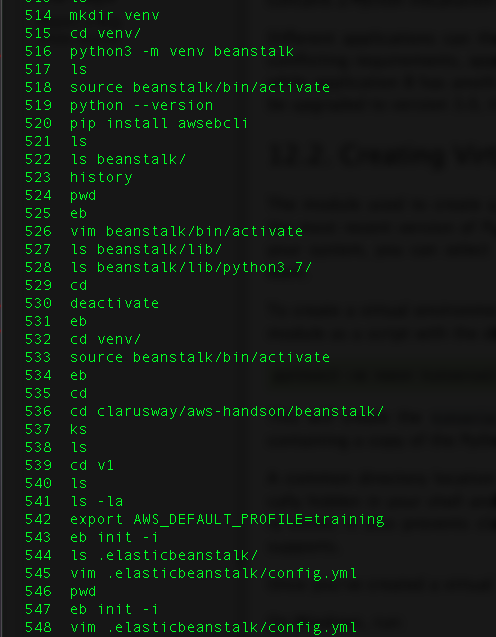 514 mkdir venv
515 cd venv/
516 python3 -m venv beanstalk
517 ls
518 source beanstalk/bin/activate
519 python --version
520 pip install awsebcli
521 ls
522 ls beanstalk/
523 history
524 pwd
525 eb
526 vim beanstalk/bin/activate
527 ls beanstalk/lib/
528 ls beanstalk/lib/python3.7/
529 cd
530 deactivate
531 eb
532 cd venv/
533 source beanstalk/bin/activate
534 eb
535 cd
536 cd clarusway/aws-handson/beanstalk/
537 ks
538 ls
539 cd v1
540 ls
541 ls -la
542 export AWS_DEFAULT_PROFILE=training
543 eb init -i
544 ls .elasticbeanstalk/
545 vim .elasticbeanstalk/config.yml
546 pwd
547 eb init -i
548 vim .elasticbeanstalk/config.yml
12.2. Creating